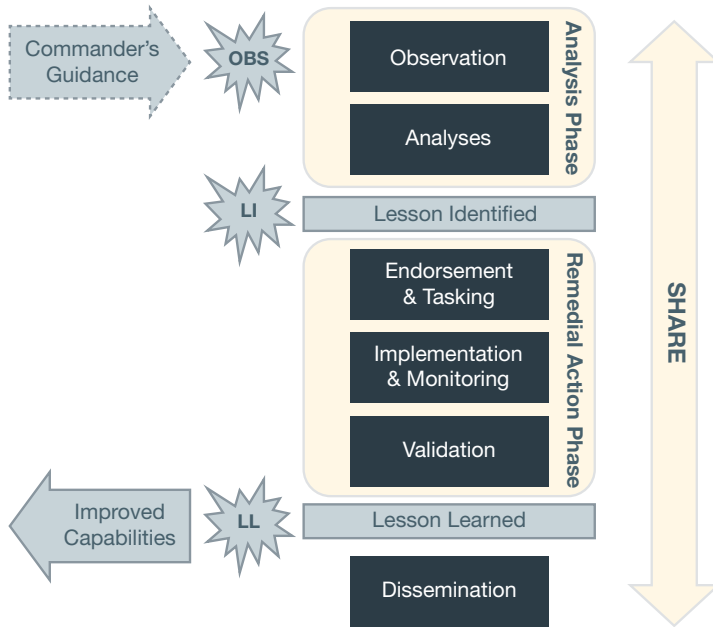 Commander's
Guidance
OBS
Observation
Analyses
Analysis Phase
LI
Lesson Identified
Endorsement
& Tasking
Implementation
& Monitoring
Validation
Remedial Action Phase
SHARE
Improved
Capabilities
LL
Lesson Learned
Dissemination